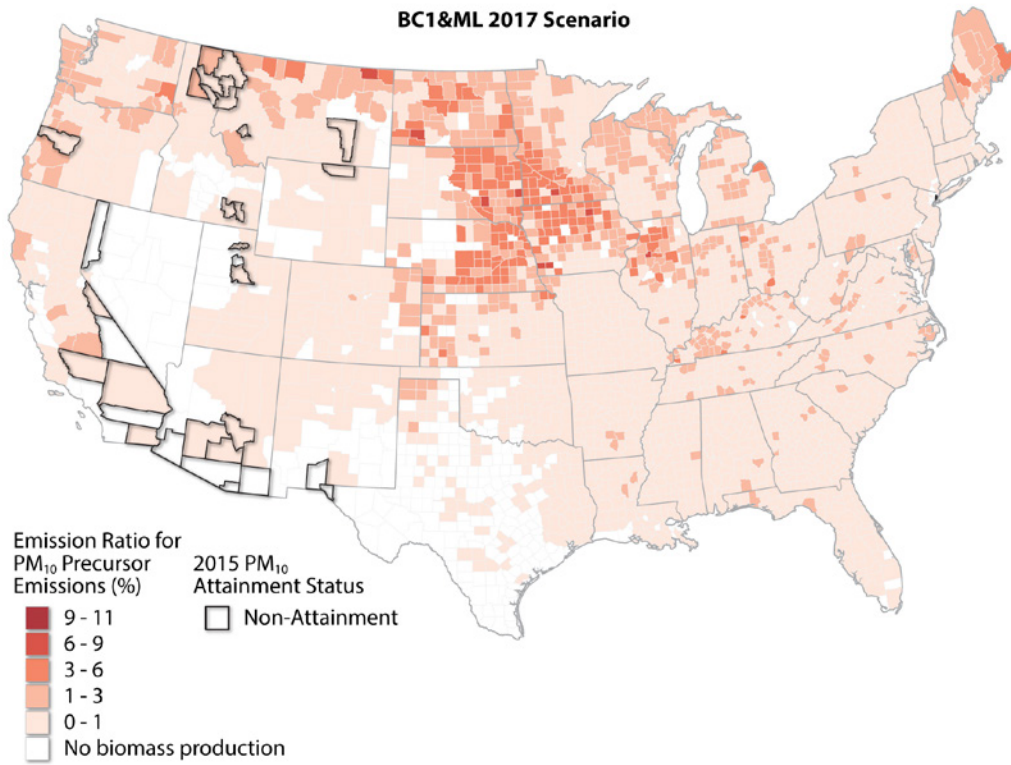 BC1&ML 2017 Scenario
Emission Ratio for
PM₁₀ Precursor
Emissions (%)
9 - 11
6 - 9
3 - 6
1 - 3
0 - 1
No biomass production
2015 PM₁₀
Attainment Status
Non-Attainment